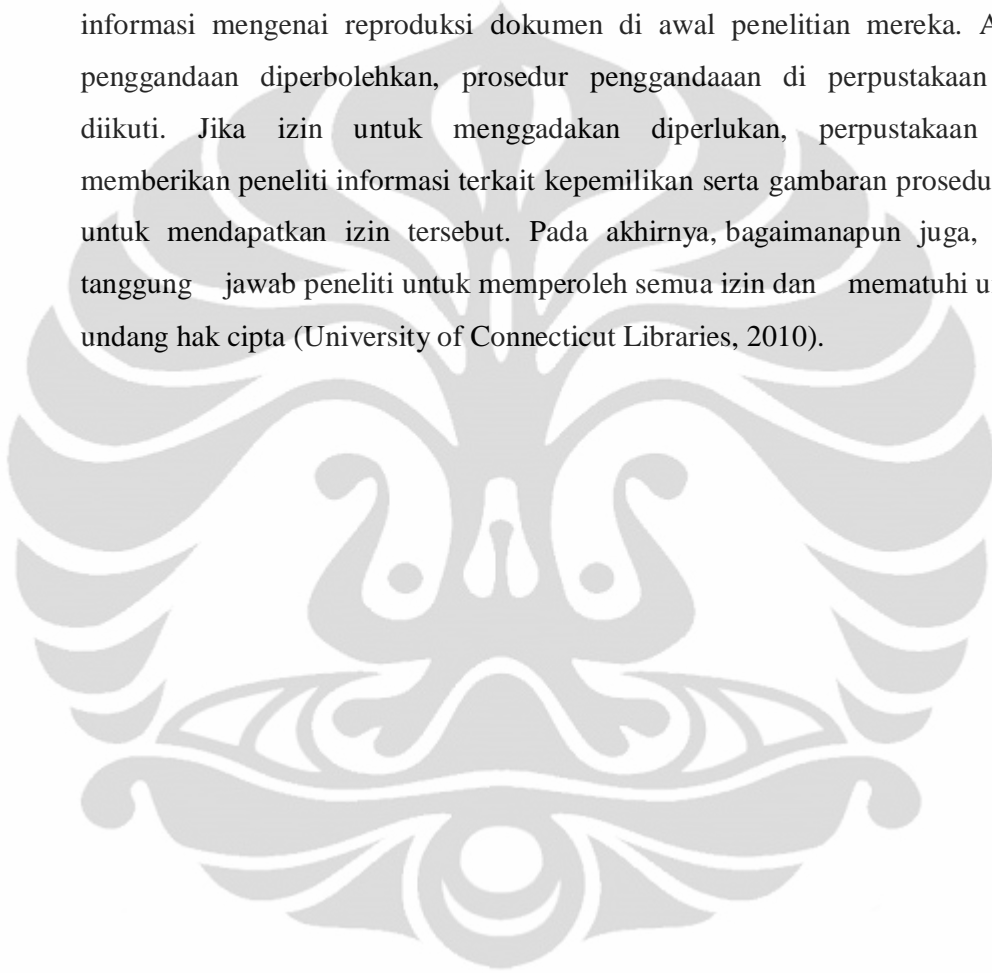 informasi mengenai reproduksi dokumen di awal penelitian mereka. A
penggandaan diperbolehkan, prosedur penggandaaan di perpustakaan
diikuti. Jika izin untuk menggadakan diperlukan, perpustakaan
memberikan peneliti informasi terkait kepemilikan serta gambaran prosedu
untuk mendapatkan izin tersebut. Pada akhirnya, bagaimanapun juga,
tanggung jawab peneliti untuk memperoleh semua izin dan mematuhi u
undang hak cipta (University of Connecticut Libraries, 2010).